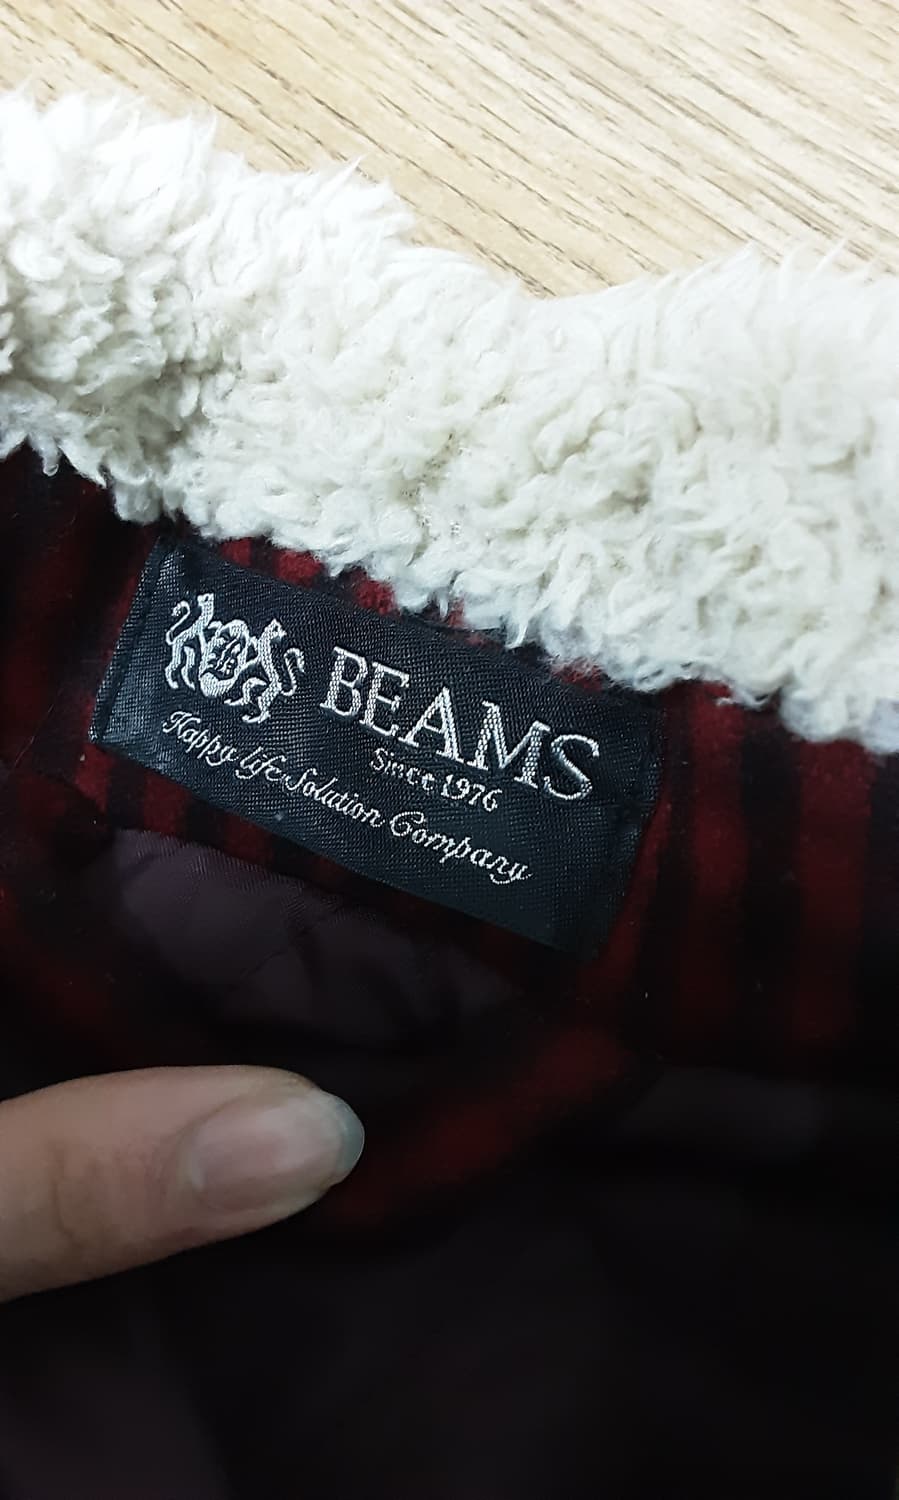 B
BEAMS
Since 1976
Happy life Solution Company